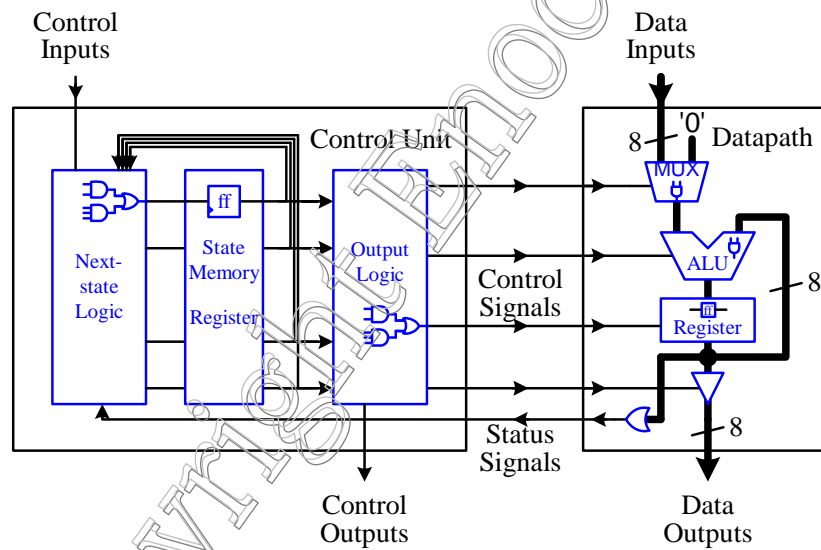 Control
Inputs
Data
Inputs
Control Unit
'0'
8
Datapath
MUX
ff
Next-
state
Logic
State
Memory
Register
Output
Logic
ALU
Control
Signals
8
ff
Register
Status
Signals
8
Control
Outputs
Data
Outputs